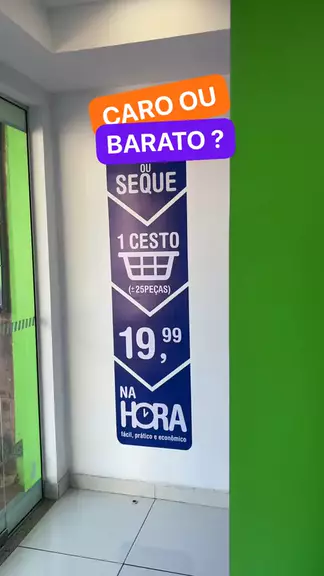 CARO OU
BARATO ?
OU
SEQUE
1 CESTO
(±25PEÇAS)
19,99
NA
HORA
fácil, prático e econômico